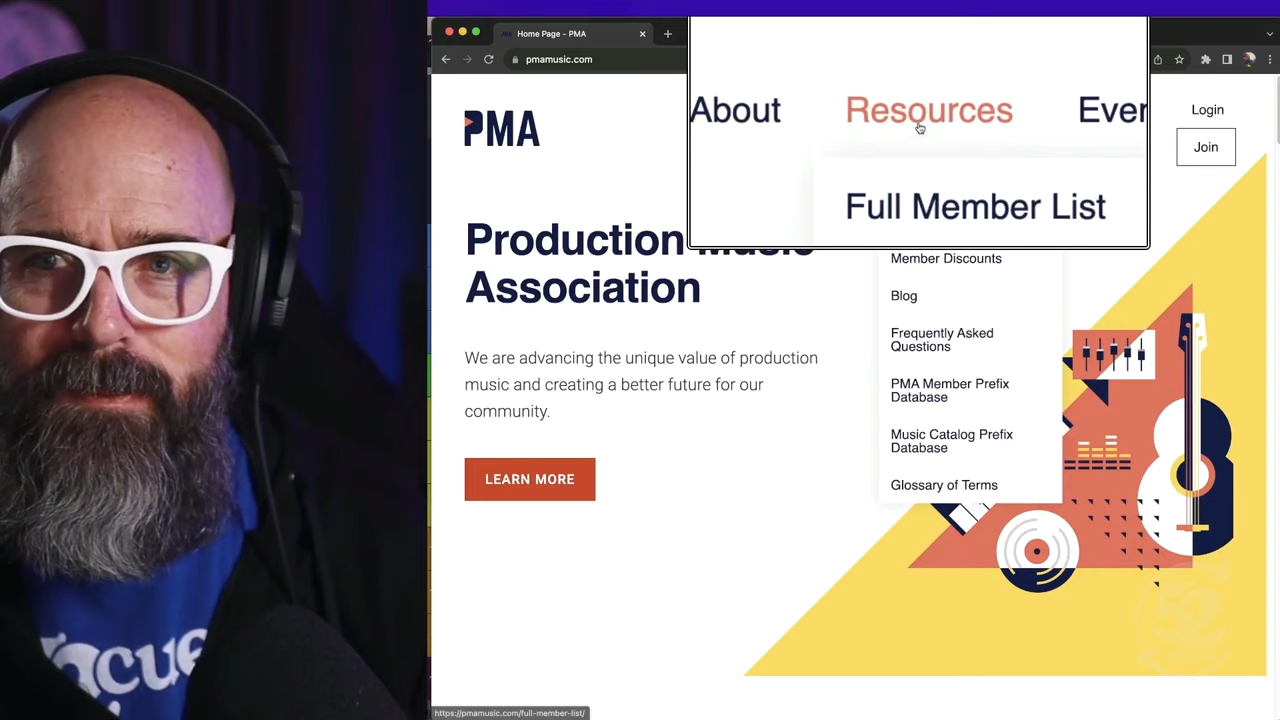 Home Page - PMA
pmamusic.com
PMA
About
Resources
Login
Join
Full Member List
Production Music
Association
Member Discounts
Blog
Frequently Asked
Questions
PMA Member Prefix
Database
Music Catalog Prefix
Database
Glossary of Terms
We are advancing the unique value of production
music and creating a better future for our
community.
LEARN MORE
52
https://pmamusic.com/full-member-list/